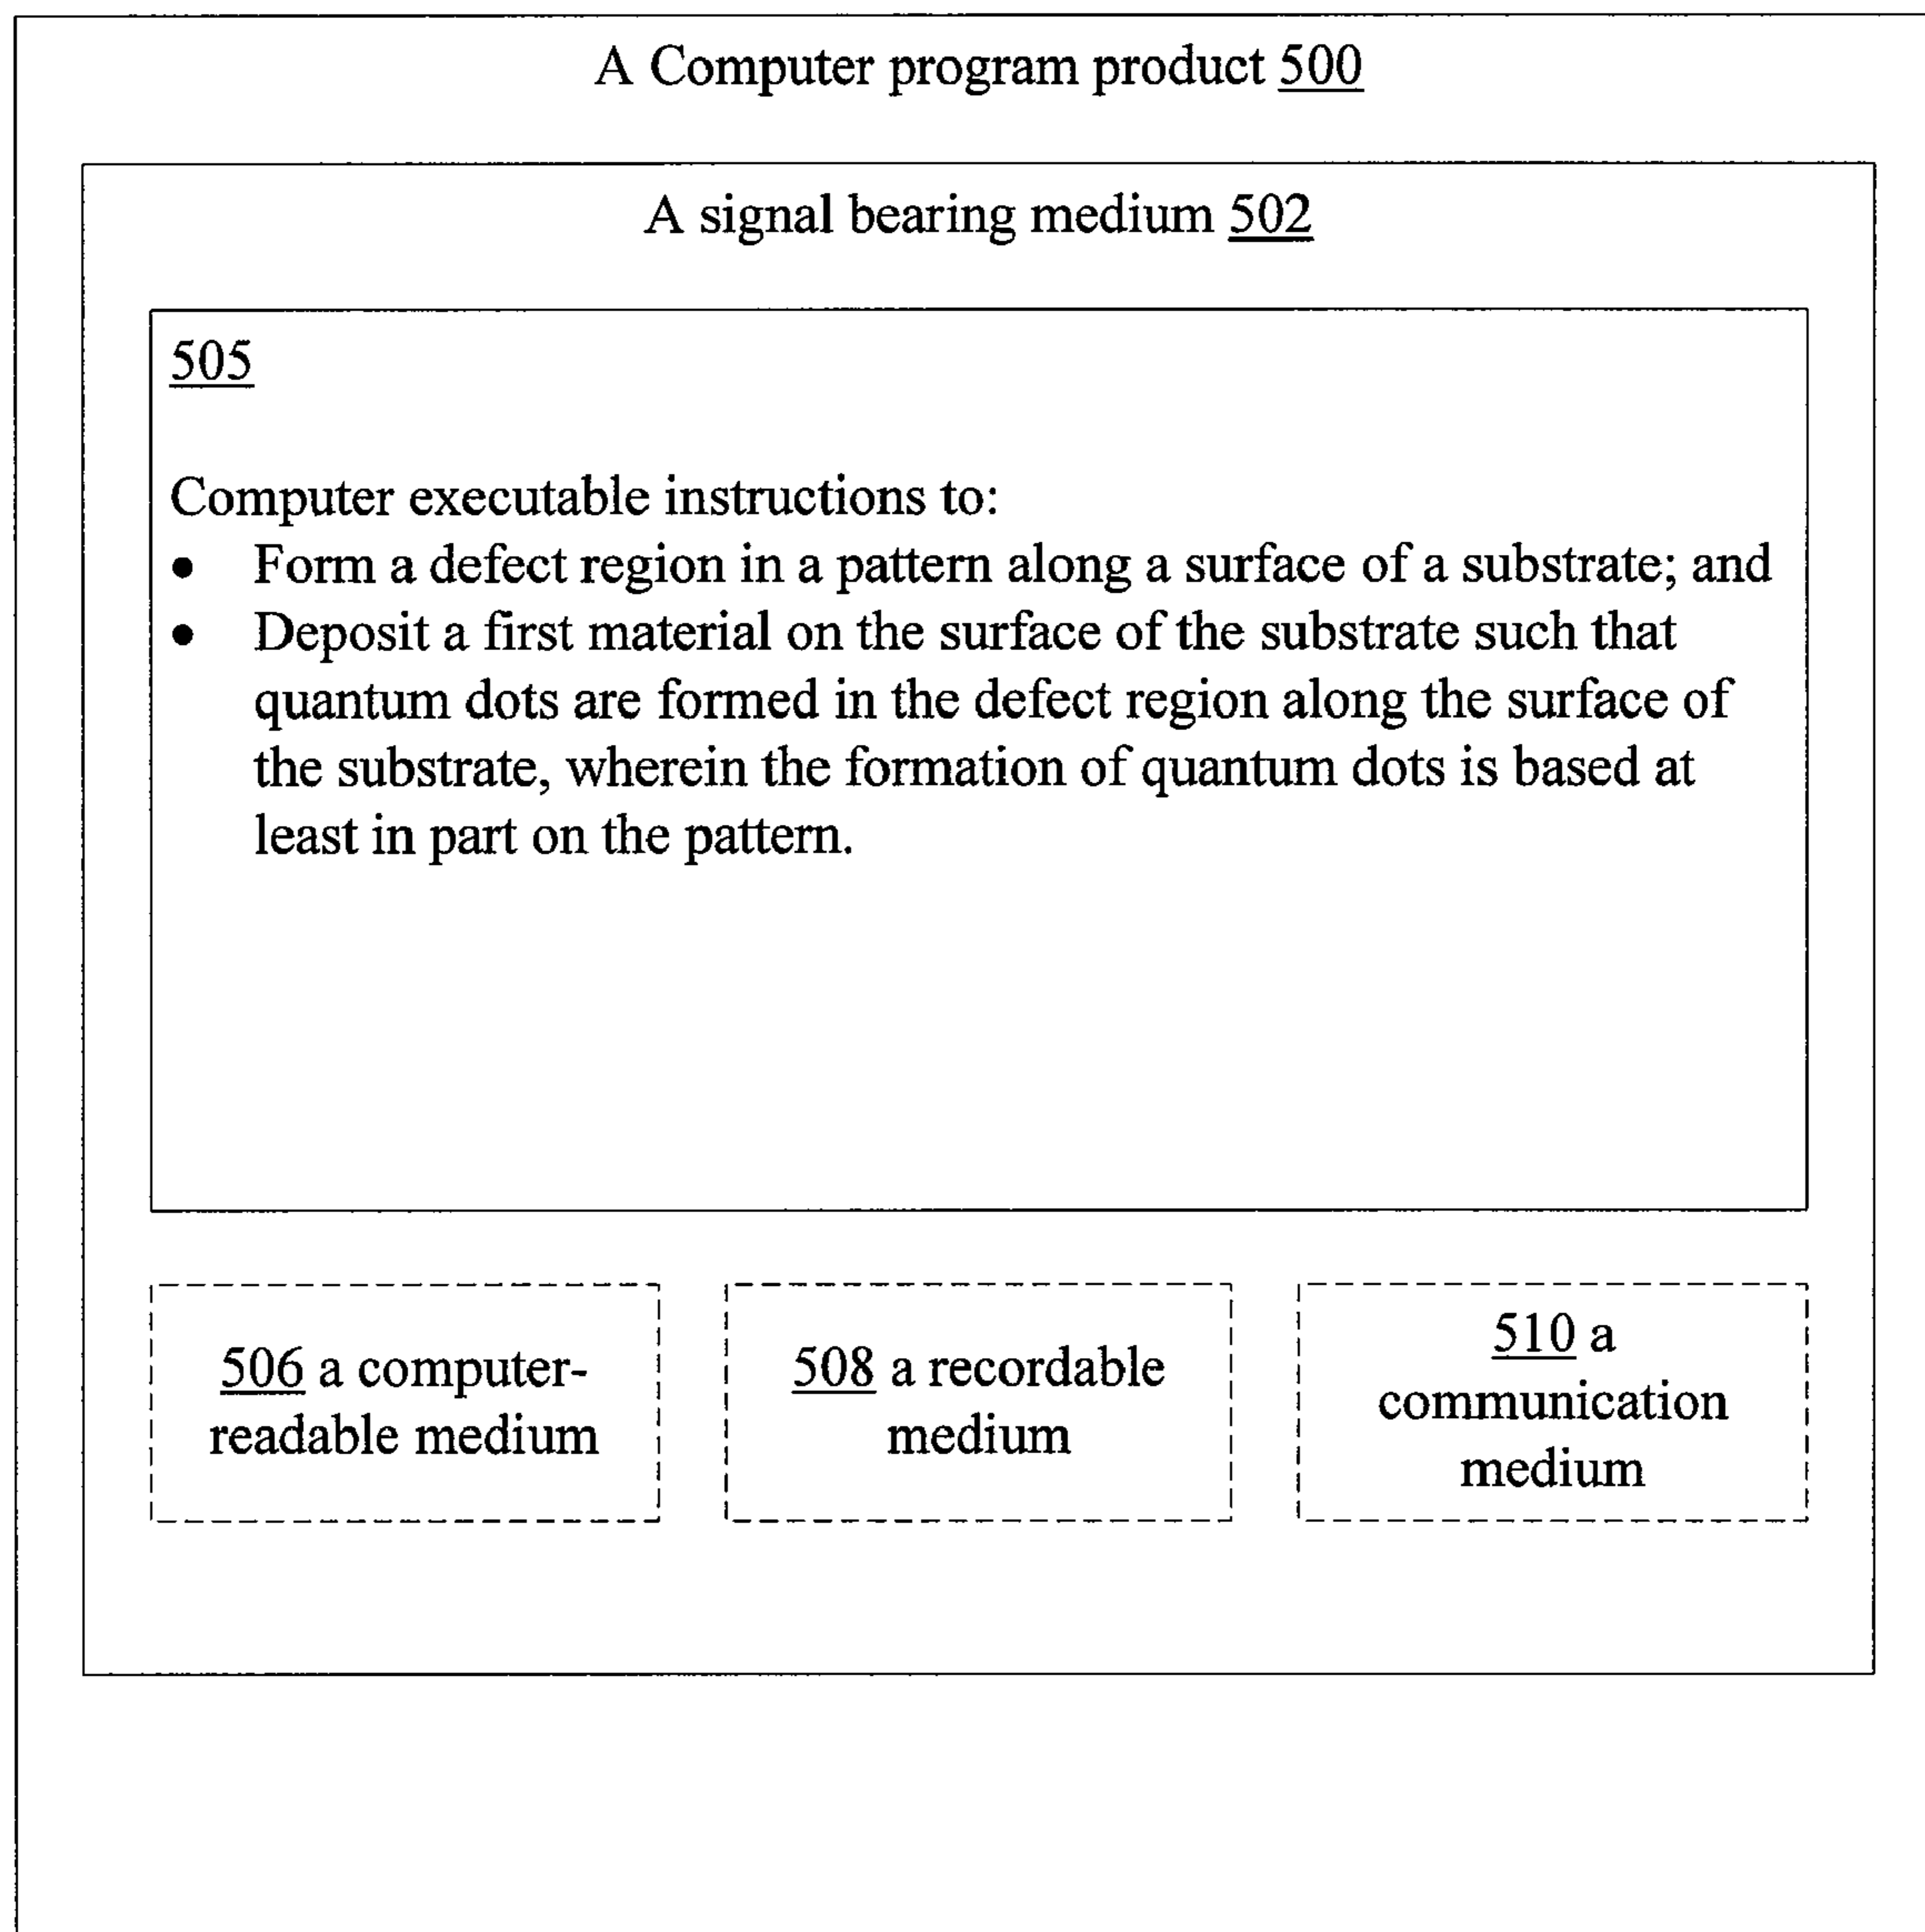 A Computer program product 500
A signal bearing medium 502
505
Computer executable instructions to:
● Form a defect region in a pattern along a surface of a substrate; and
● Deposit a first material on the surface of the substrate such that
quantum dots are formed in the defect region along the surface of
the substrate, wherein the formation of quantum dots is based at
least in part on the pattern.
506 a computer-
readable medium
508 a recordable
medium
510 a
communication
medium